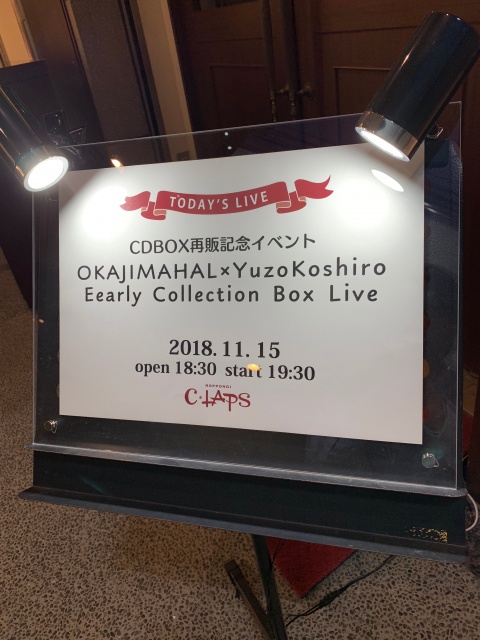 TODAY'S LIVE
CDBOX再販記念イベント
OKAJIMAHAL×YuzoKoshiro
Eearly Collection Box Live
2018.11.15
open 18:30 start 19:30
ROPPONGI
C★LAPS